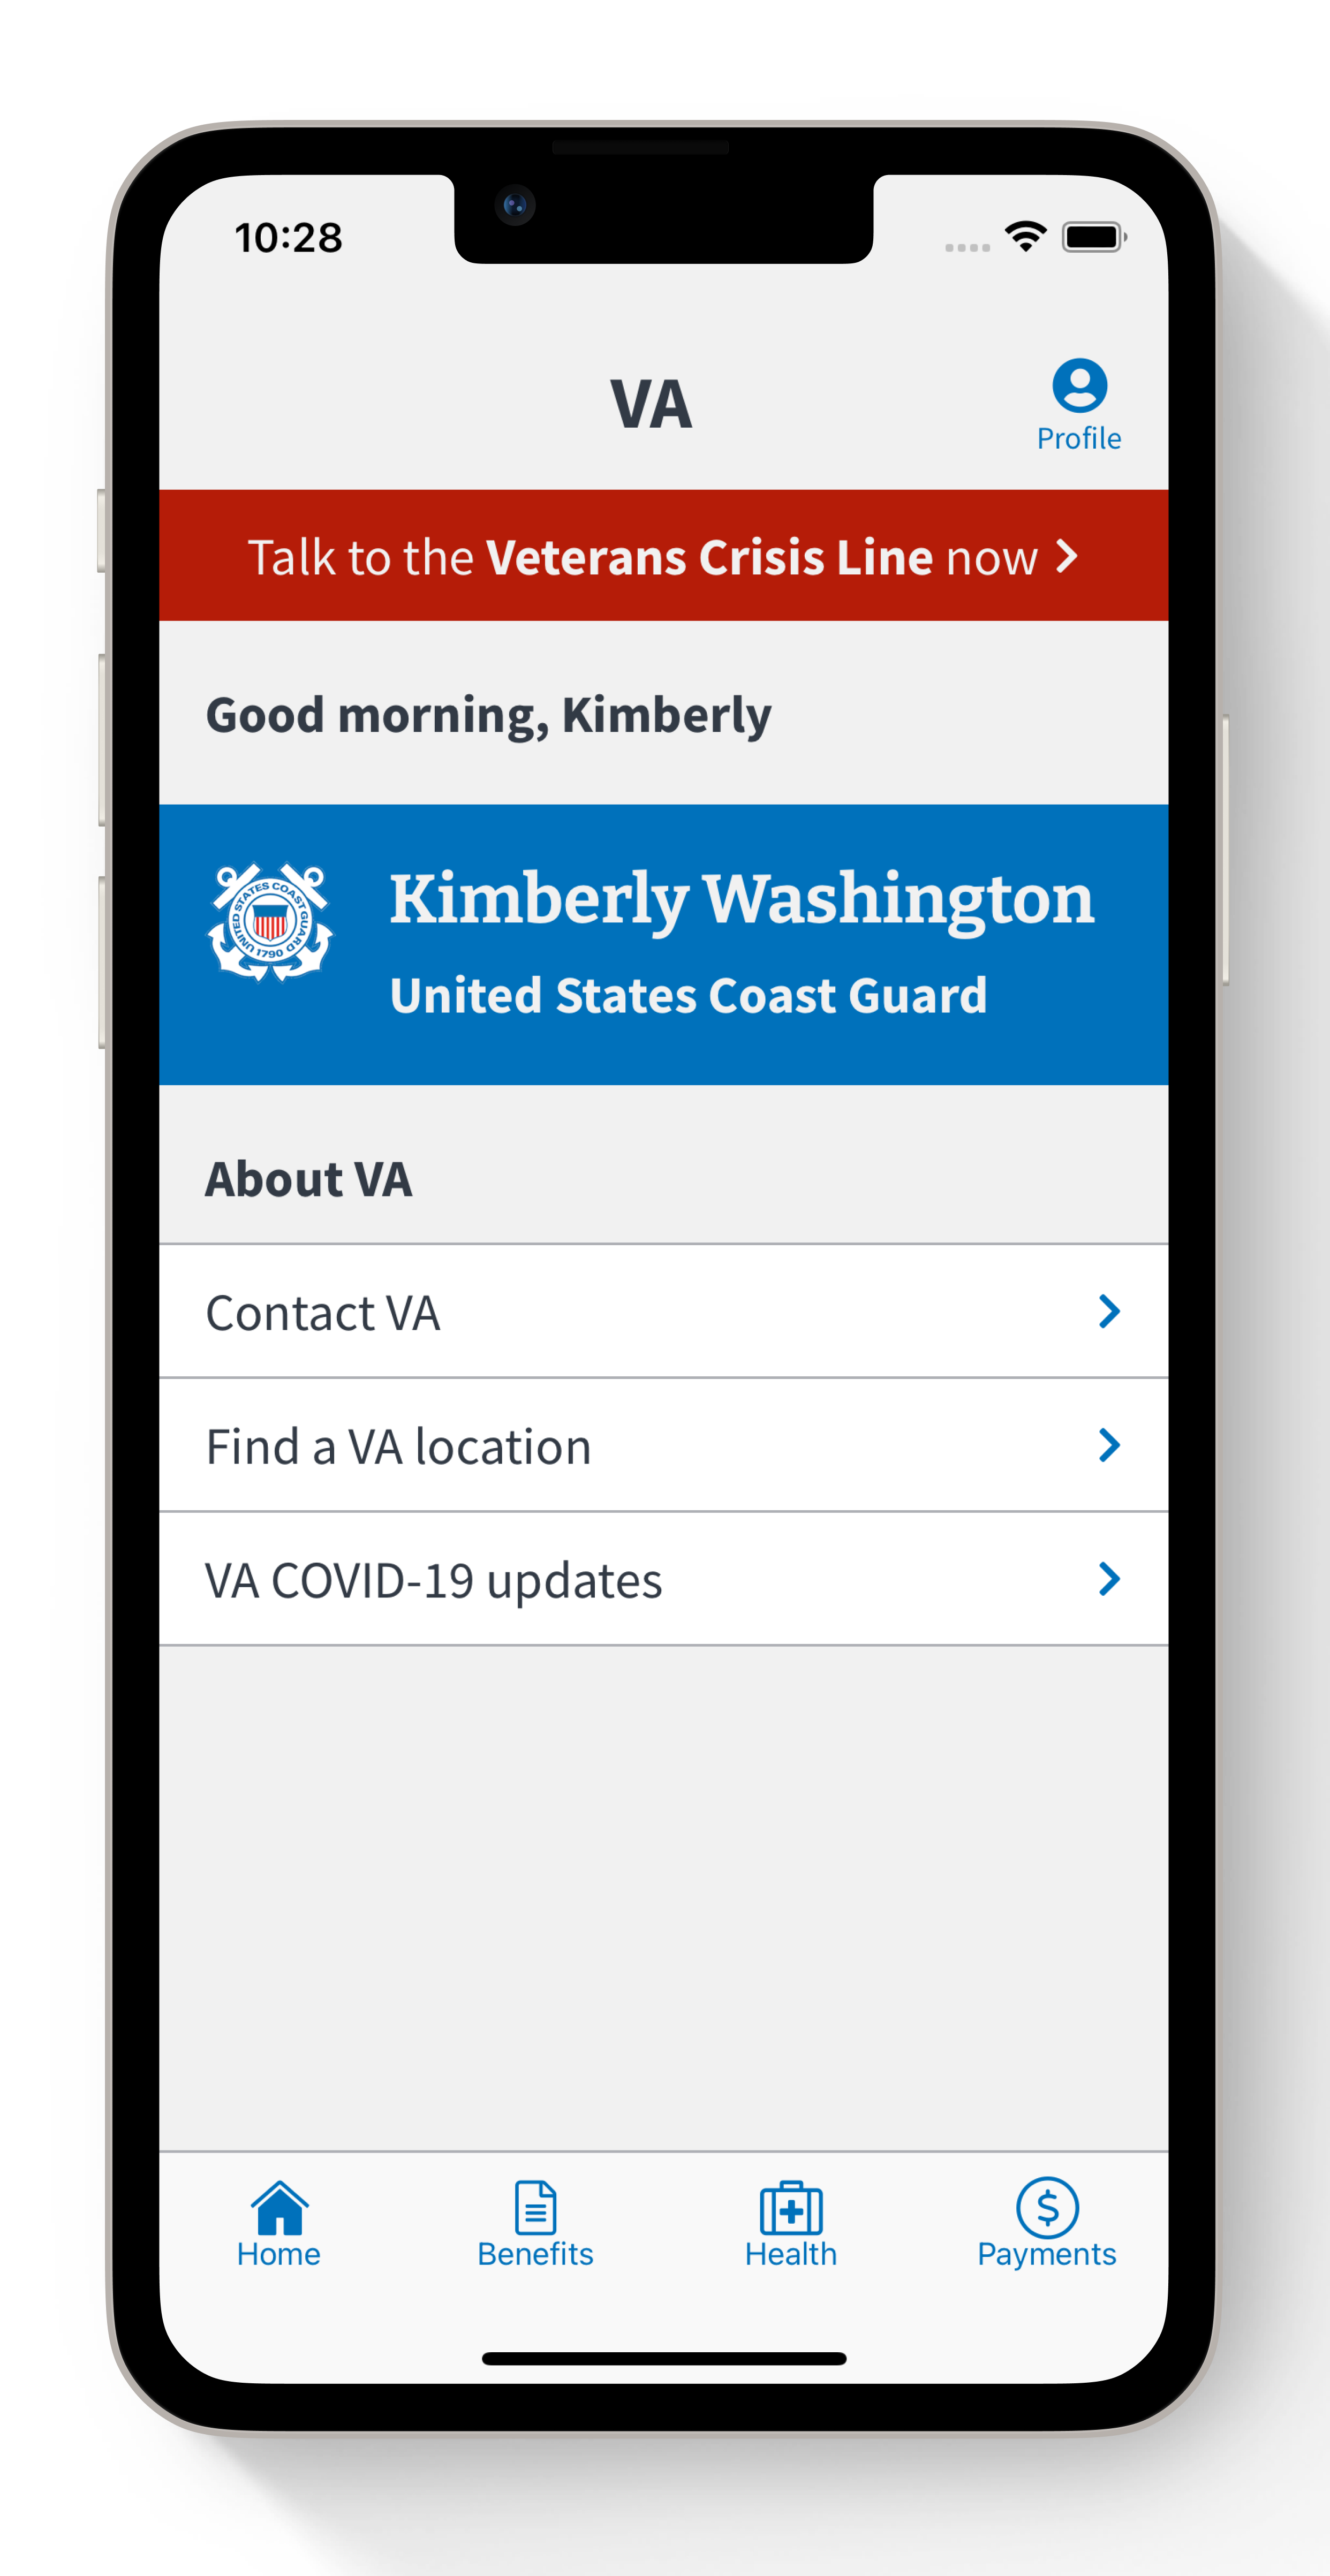 10:28
VA
Profile
Talk to the Veterans Crisis Line now
Good morning, Kimberly
UNITED STATES COAST GUARD
1790
Kimberly Washington
United States Coast Guard
About VA
Contact VA
Find a VA location
VA COVID-19 updates
Home
Benefits
Health
$
Payments